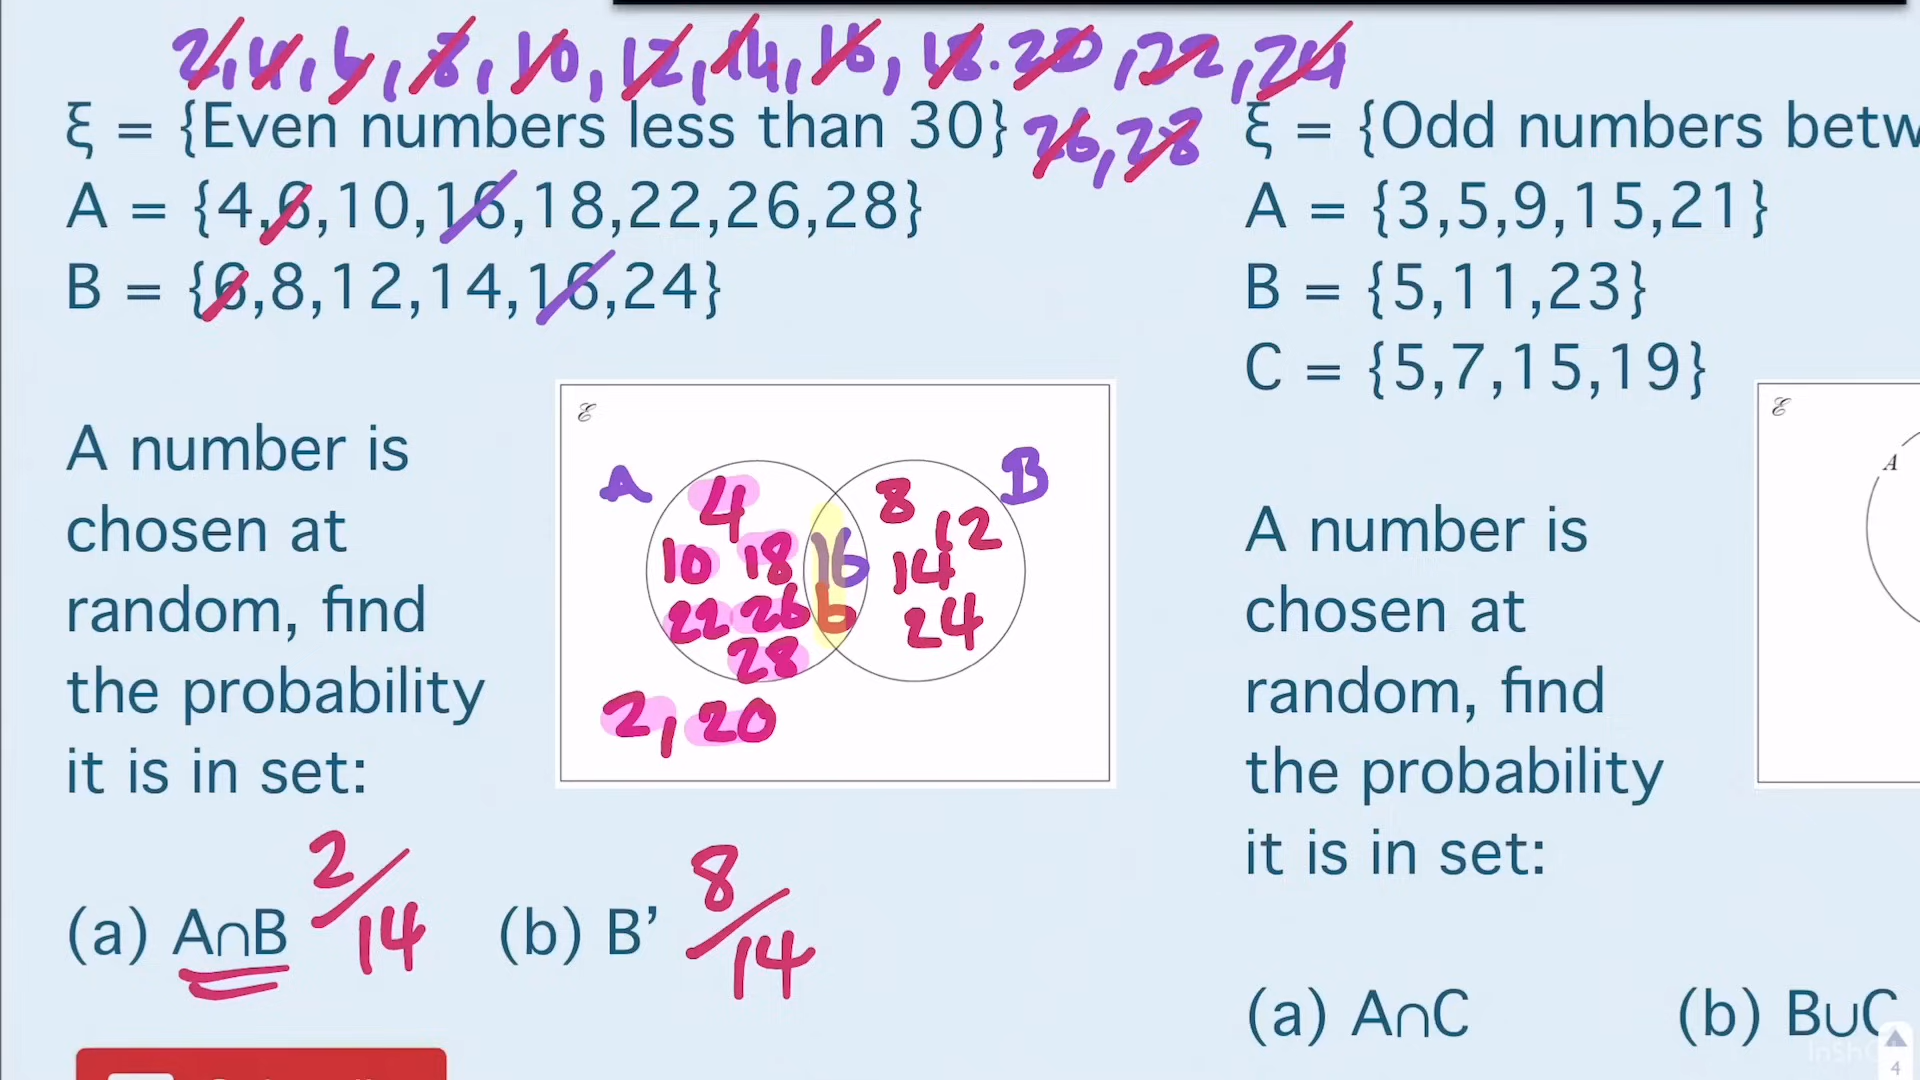 2,4,6,8,10,12,14,16,18.20,22,24
26,28
ξ = {Even numbers less than 30}
A = {4,6,10,16,18,22,26,28}
B = {6,8,12,14,16,24}
A number is
chosen at
random, find
the probability
it is in set:
ℰ
A
B
4
10 18
22 26
28
16
6
8
12
14
24
2, 20
(a) A∩B 2/14
(b) B’ 8/14
ξ = {Odd numbers betw
A = {3,5,9,15,21}
B = {5,11,23}
C = {5,7,15,19}
A number is
chosen at
random, find
the probability
it is in set:
ℰ
A
(a) A∩C
(b) B∪C
4